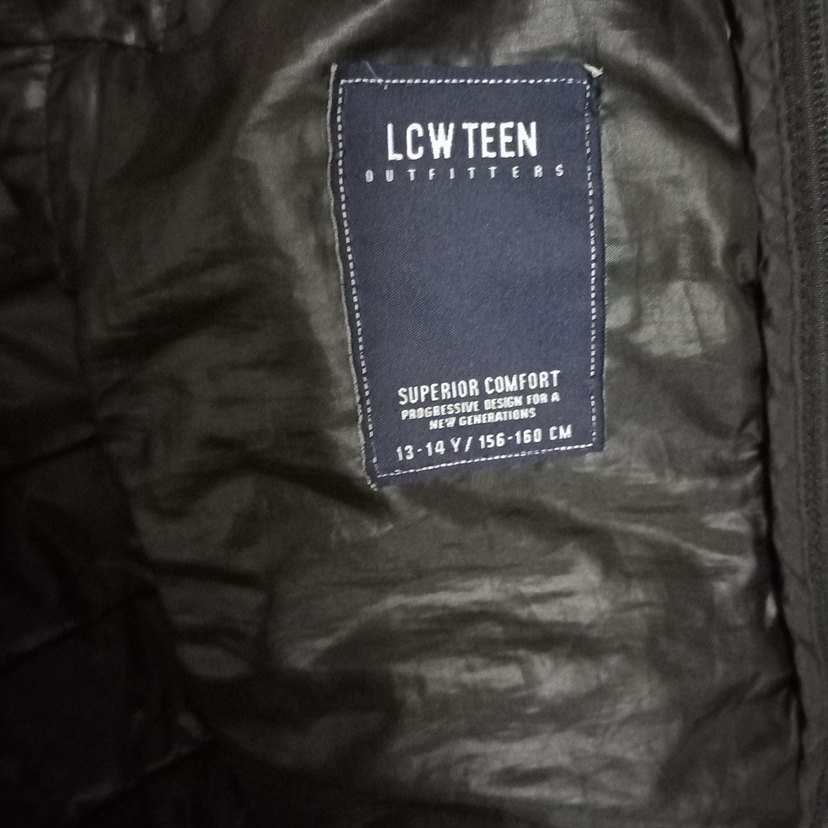 LCW TEEN
OUTFITTERS
SUPERIOR COMFORT
PROGRESSIVE DESIGN FOR A
NEW GENERATIONS
13-14 Y / 156-160 CM